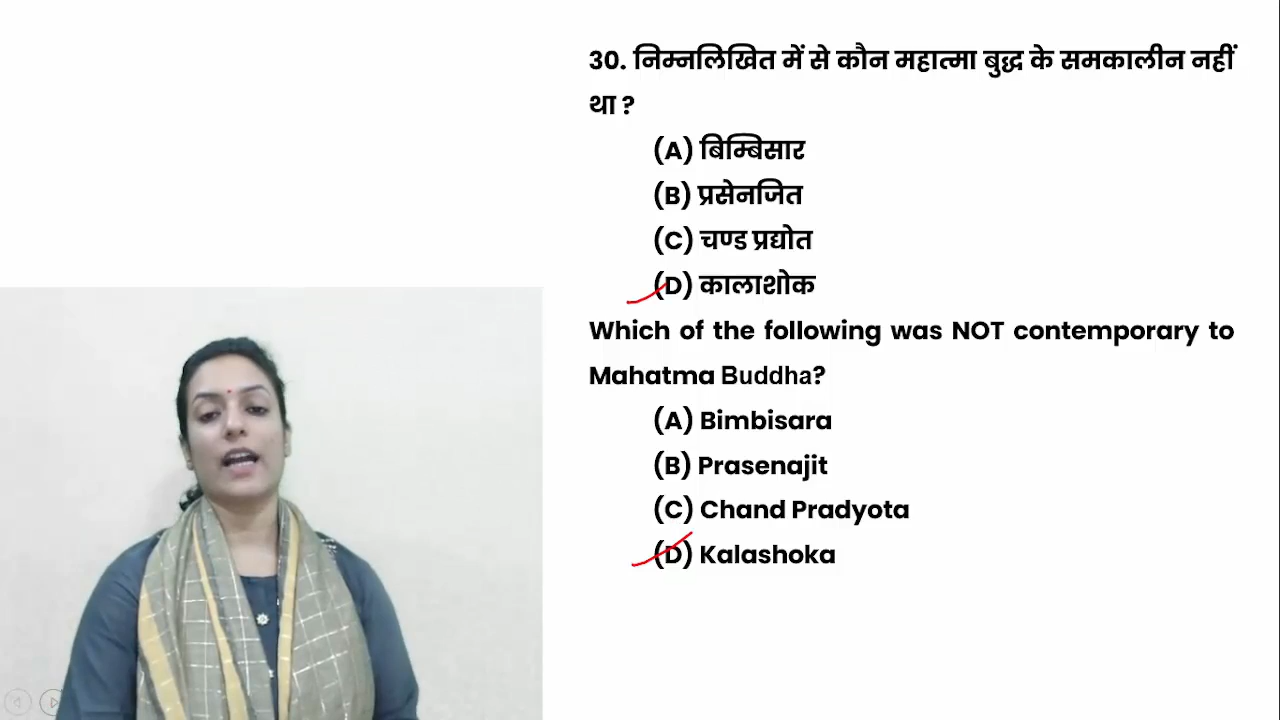 30. निम्नलिखित में से कौन महात्मा बुद्ध के समकालीन नहीं
था ?
(A) बिम्बिसार
(B) प्रसेनजित
(C) चण्ड प्रद्योत
(D) कालाशोक
Which of the following was NOT contemporary to
Mahatma Buddha?
(A) Bimbisara
(B) Prasenajit
(C) Chand Pradyota
(D) Kalashoka